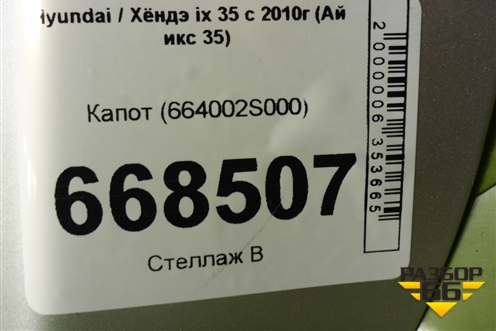 Hyundai / Хёндэ ix 35 с 2010г (Ай
икс 35)
Капот (664002S000)
668507
Стеллаж В
2000006353665
РАЗБОР
66